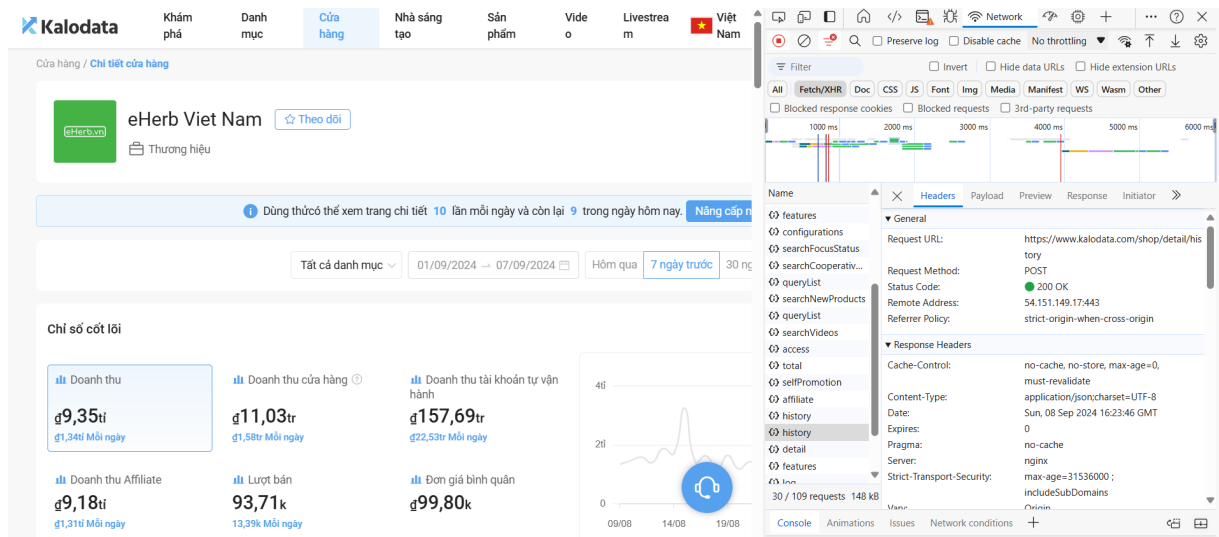 Kalodata
Khám phá
Danh mục
Cửa hàng
Nhà sáng tạo
Sản phẩm
Vide o
Livestrea m
Việt Nam
Cửa hàng / Chi tiết cửa hàng
eHerb.vn
eHerb Viet Nam
Theo dõi
Thương hiệu
Dùng thửcó thể xem trang chi tiết 10 lần mỗi ngày và còn lại 9 trong ngày hôm nay.
Nâng cấp n
Tất cả danh mục
01/09/2024 → 07/09/2024
Hôm qua
7 ngày trước
30 ng
Chỉ số cốt lõi
Doanh thu
₫9,35tỉ
₫1,34tỉ Mỗi ngày
Doanh thu cửa hàng
₫11,03tr
₫1,58tr Mỗi ngày
Doanh thu tài khoản tự vận
hành
₫157,69tr
₫22,53tr Mỗi ngày
Doanh thu Affiliate
₫9,18tỉ
₫1,31tỉ Mỗi ngày
Lượt bán
93,71k
13,39k Mỗi ngày
Đơn giá bình quân
₫99,80k
4tỉ
2tỉ
0
09/08 14/08 19/08
Network
Preserve log
Disable cache
No throttling
Filter
Invert
Hide data URLs
Hide extension URLs
All Fetch/XHR Doc CSS JS Font Img Media Manifest WS Wasm Other
Blocked response cookies
Blocked requests
3rd-party requests
1000 ms 2000 ms 3000 ms 4000 ms 5000 ms 6000 ms
Name
features
configurations
searchFocusStatus
searchCooperativ...
queryList
searchNewProducts
queryList
searchVideos
access
total
selfPromotion
affiliate
history
history
detail
features
log
30 / 109 requests 148 kB
Headers Payload Preview Response Initiator
General
Request URL: https://www.kalodata.com/shop/detail/his
tory
Request Method: POST
Status Code: 200 OK
Remote Address: 54.151.149.17:443
Referrer Policy: strict-origin-when-cross-origin
Response Headers
Cache-Control: no-cache, no-store, max-age=0,
must-revalidate
Content-Type: application/json;charset=UTF-8
Date: Sun, 08 Sep 2024 16:23:46 GMT
Expires: 0
Pragma: no-cache
Server: nginx
Strict-Transport-Security: max-age=31536000 ;
includeSubDomains
Vary: Origin
Console Animations Issues Network conditions